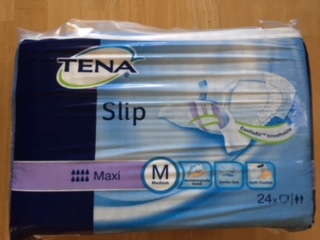 TENA
Slip
Maxi
M
Medium
24x